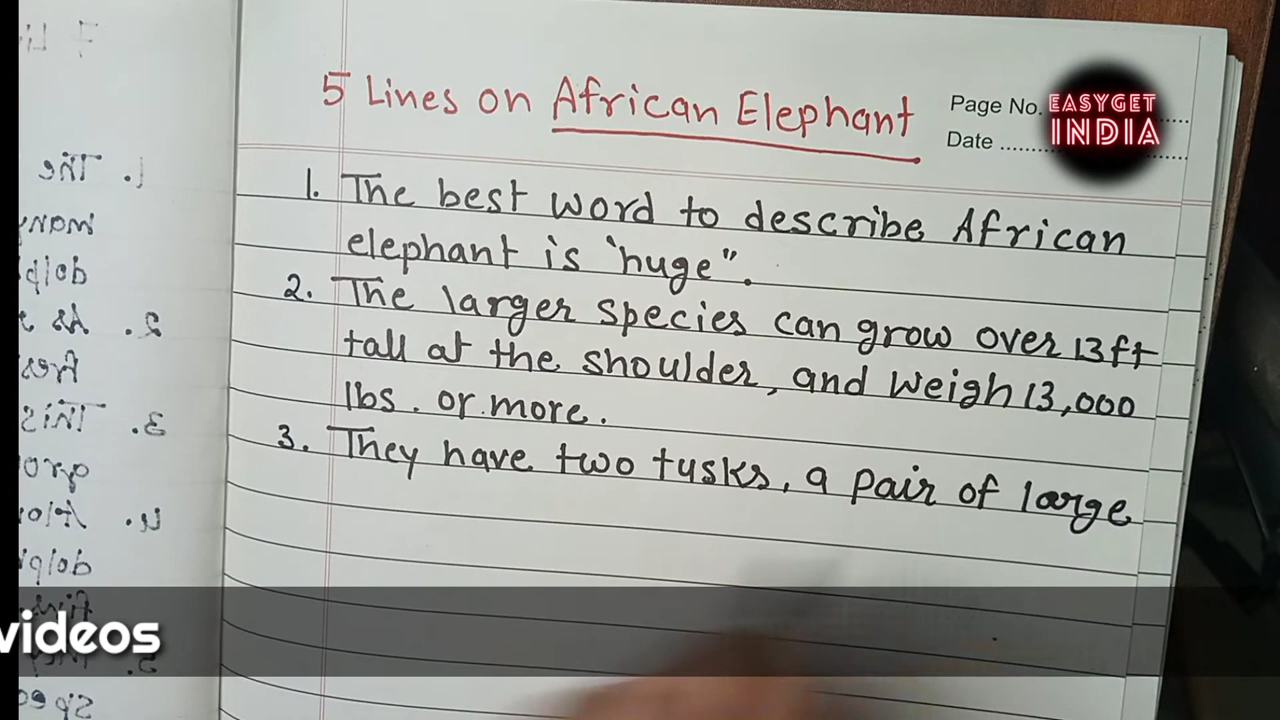 5 Lines on African Elephant
Page No.
EASYGET
INDIA
Date ..........
1. The best word to describe African
elephant is "huge".
2. The larger species can grow over 13ft
tall at the shoulder, and weigh 13,000
lbs. or more.
3. They have two tusks, a pair of large
videos